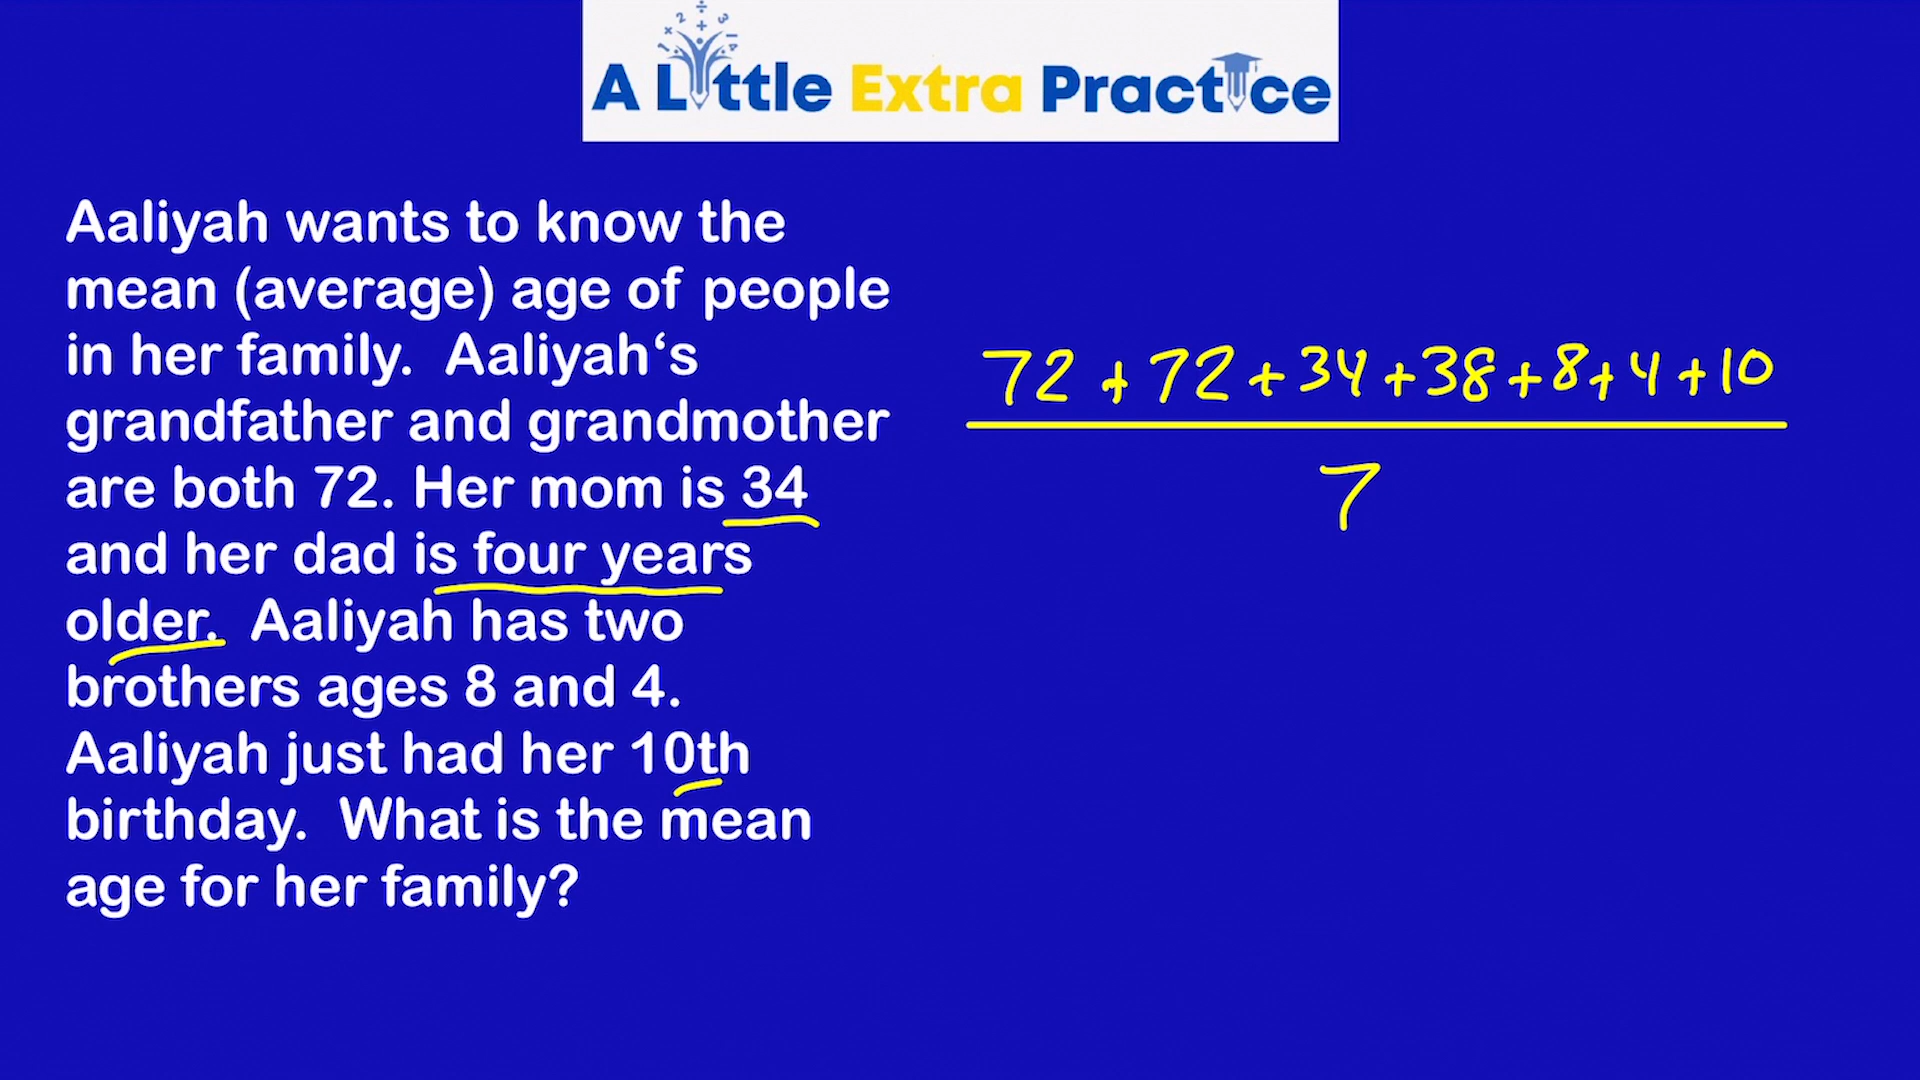 A Little Extra Practice
Aaliyah wants to know the
mean (average) age of people
in her family.  Aaliyah‘s
grandfather and grandmother
are both 72. Her mom is 34
and her dad is four years
older.  Aaliyah has two
brothers ages 8 and 4.
Aaliyah just had her 10th
birthday.  What is the mean
age for her family?
72 + 72 + 34 + 38 + 8 + 4 + 10
7